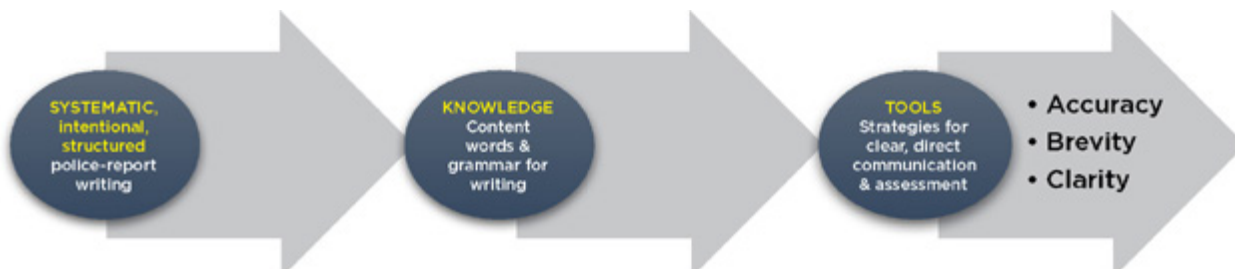 SYSTEMATIC,
intentional,
structured
police-report
writing
KNOWLEDGE
Content
words &
grammar for
writing
TOOLS
Strategies for
clear, direct
communication
& assessment
• Accuracy
• Brevity
• Clarity